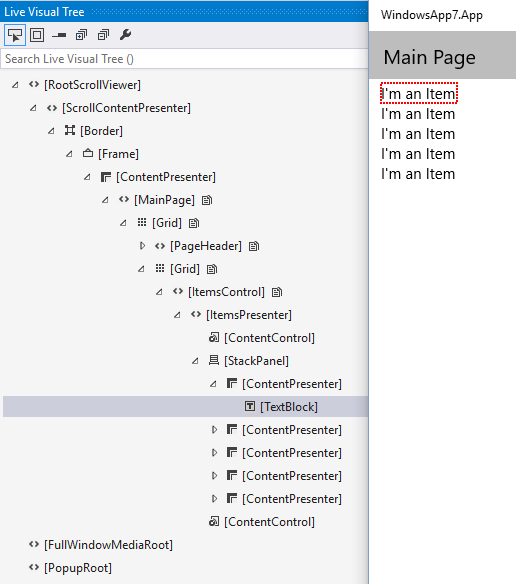 Live Visual Tree
Search Live Visual Tree ()
[RootScrollViewer]
[ScrollContentPresenter]
[Border]
[Frame]
[ContentPresenter]
[MainPage]
[Grid]
[PageHeader]
[Grid]
[ItemsControl]
[ItemsPresenter]
[ContentControl]
[StackPanel]
[ContentPresenter]
[TextBlock]
[ContentPresenter]
[ContentPresenter]
[ContentPresenter]
[ContentPresenter]
[ContentControl]
[FullWindowMediaRoot]
[PopupRoot]
WindowsApp7.App
Main Page
I'm an Item
I'm an Item
I'm an Item
I'm an Item
I'm an Item